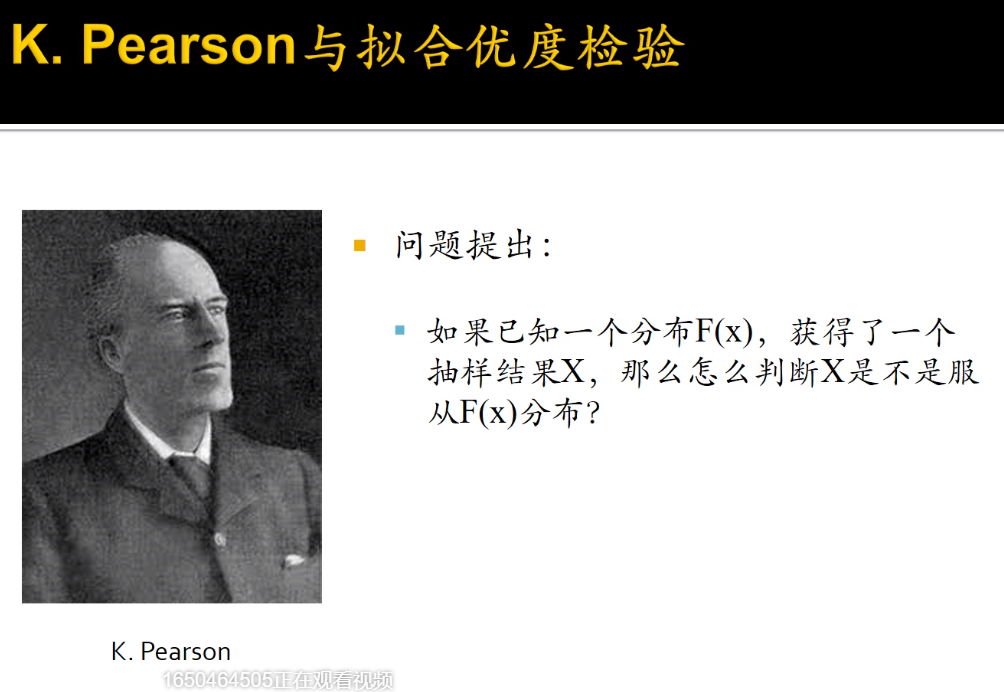 K. Pearson与拟合优度检验
问题提出：
如果已知一个分布F(x)，获得了一个
抽样结果X，那么怎么判断X是不是服
从F(x)分布？
K. Pearson
1650464505正在观看视频